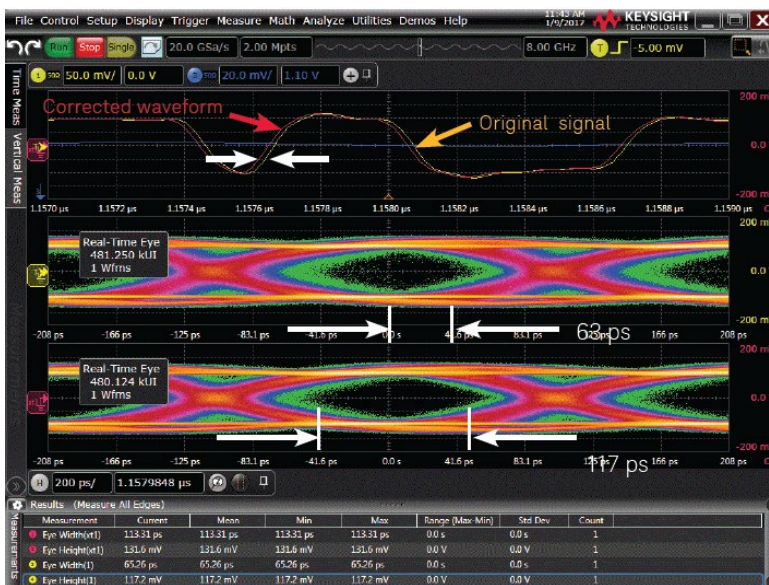 File Control Setup Display Trigger Measure Math Analyze Utilities Demos Help
11:43 AM
1/9/2017
KEYSIGHT
TECHNOLOGIES
Run Stop Single 20.0 GSa/s 2.00 Mpts 8.00 GHz T -5.00 mV
1 50Ω 50.0 mV/ 0.0 V 50Ω 20.0 mV/ 1.10 V
Time Meas
Vertical Meas
Corrected waveform
Original signal
200 mV
0.0 V
-200 mV
1.1570 µs 1.1572 µs 1.1574 µs 1.1576 µs 1.1578 µs 1.1580 µs 1.1582 µs 1.1584 µs 1.1586 µs 1.1588 µs 1.1590 µs
200 mV
Real-Time Eye
481.250 kUI
1 Wfrms
0.0 V
-200 mV
63 ps
-208 ps -166 ps -125 ps -83.1 ps -41.6 ps 0.0 s 41.6 ps 83.1 ps 125 ps 166 ps 208 ps
200 mV
Real-Time Eye
480.124 kUI
1 Wfrms
0.0 V
-200 mV
117 ps
-208 ps -166 ps -125 ps -83.1 ps -41.6 ps 0.0 s 41.6 ps 83.1 ps 125 ps 166 ps 208 ps
H 200 ps/ 1.1579848 µs
Results (Measure All Edges)
Measurements
Measurement Current Mean Min Max Range (Max-Min) Std Dev Count
Eye Width(xt1) 113.31 ps 113.31 ps 113.31 ps 113.31 ps 0.0 s 0.0 s 1
Eye Height(xt1) 131.6 mV 131.6 mV 131.6 mV 131.6 mV 0.0 V 0.0 V 1
Eye Width(1) 65.26 ps 65.26 ps 65.26 ps 65.26 ps 0.0 s 0.0 s 1
Eye Height(1) 117.2 mV 117.2 mV 117.2 mV 117.2 mV 0.0 V 0.0 V 1